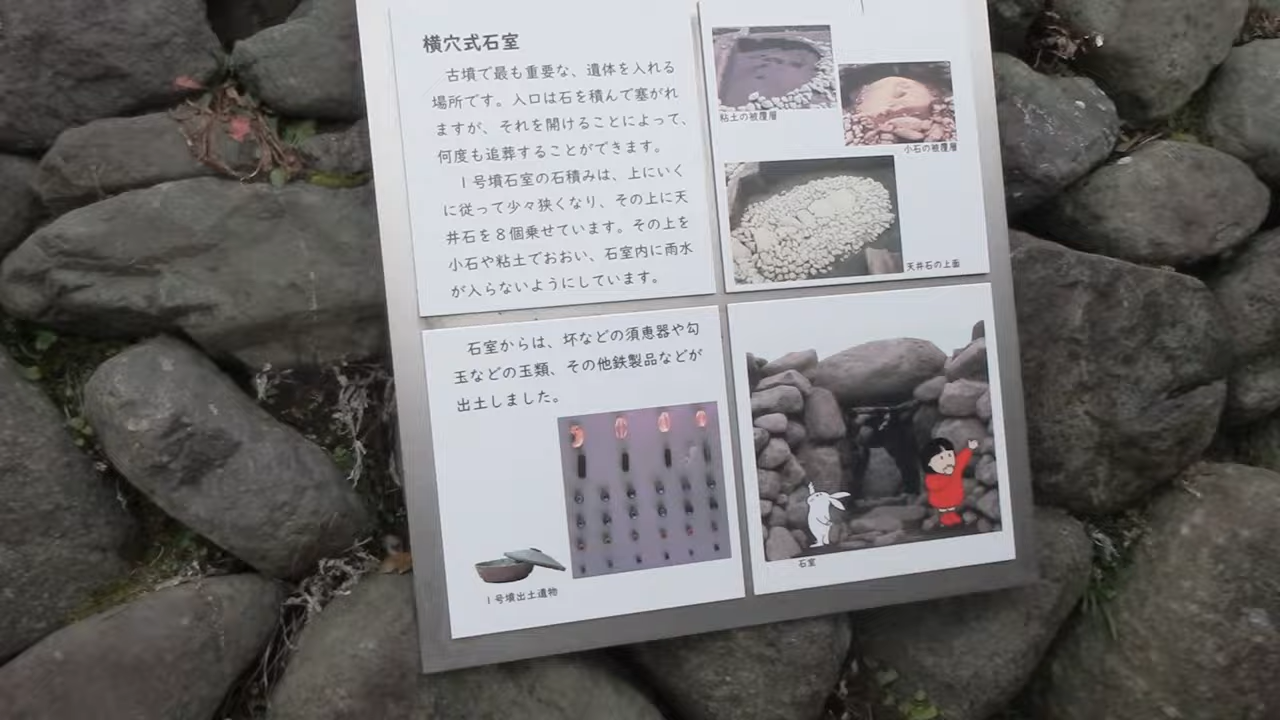 横穴式石室
古墳で最も重要な、遺体を入れる
場所です。入口は石を積んで塞がれ
ますが、それを開けることによって、
何度も追葬することができます。
1号墳石室の石積みは、上にいく
に従って少々狭くなり、その上に天
井石を8個乗せています。その上を
小石や粘土でおおい、石室内に雨水
が入らないようにしています。
粘土の被覆層
小石の被覆層
天井石の上面
石室からは、坏などの須恵器や勾
玉などの玉類、その他鉄製品などが
出土しました。
1号墳出土遺物
石室